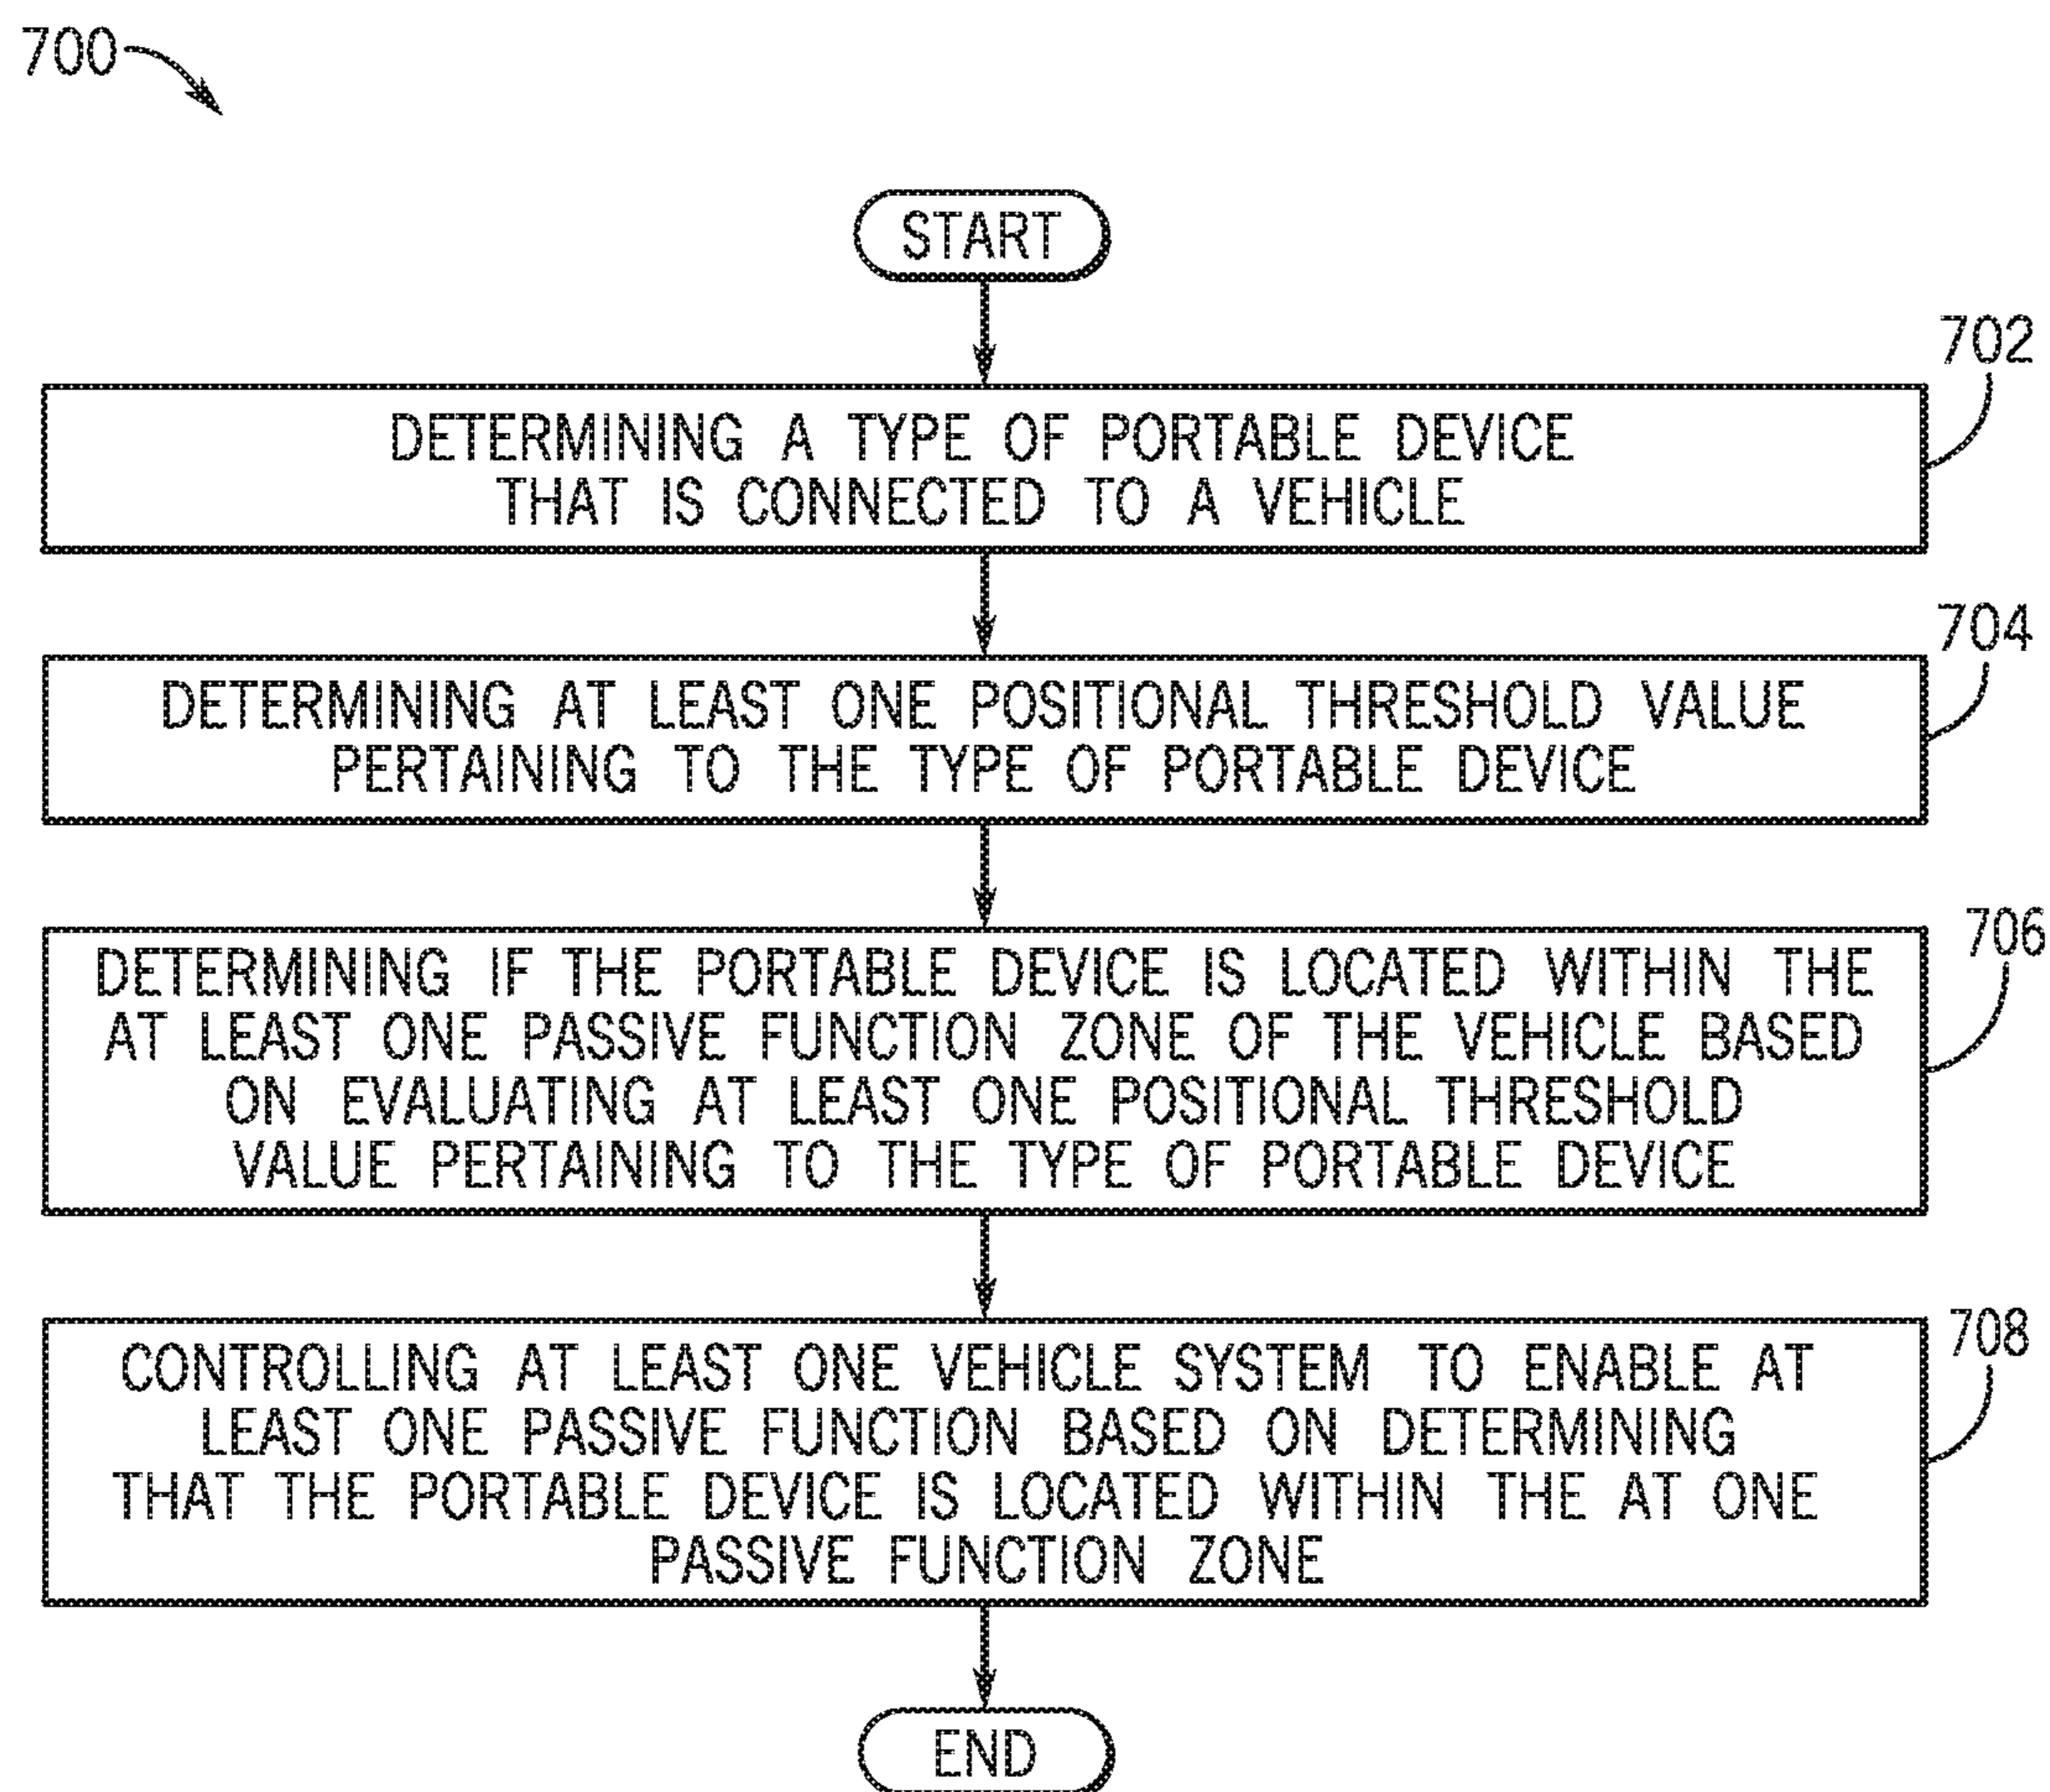 700
START
702
DETERMINING A TYPE OF PORTABLE DEVICE
THAT IS CONNECTED TO A VEHICLE
704
DETERMINING AT LEAST ONE POSITIONAL THRESHOLD VALUE
PERTAINING TO THE TYPE OF PORTABLE DEVICE
706
DETERMINING IF THE PORTABLE DEVICE IS LOCATED WITHIN THE
AT LEAST ONE PASSIVE FUNCTION ZONE OF THE VEHICLE BASED
ON EVALUATING AT LEAST ONE POSITIONAL THRESHOLD
VALUE PERTAINING TO THE TYPE OF PORTABLE DEVICE
708
CONTROLLING AT LEAST ONE VEHICLE SYSTEM TO ENABLE AT
LEAST ONE PASSIVE FUNCTION BASED ON DETERMINING
THAT THE PORTABLE DEVICE IS LOCATED WITHIN THE AT ONE
PASSIVE FUNCTION ZONE
END